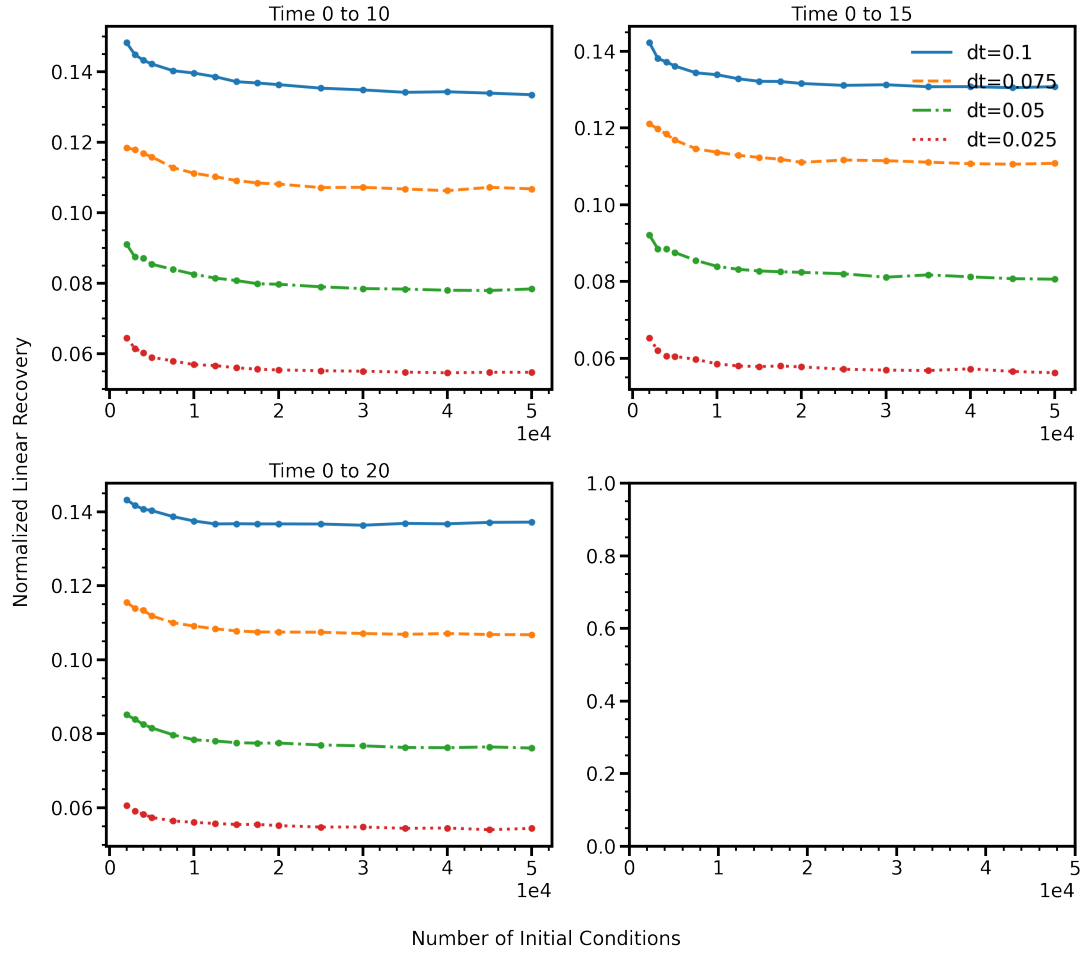 Time 0 to 10
0.14
0.12
0.10
0.08
0.06
0 1 2 3 4 5
1e4
Time 0 to 15
dt=0.1
dt=0.075
dt=0.05
dt=0.025
0.14
0.12
0.10
0.08
0.06
0 1 2 3 4 5
1e4
Normalized Linear Recovery
Time 0 to 20
0.14
0.12
0.10
0.08
0.06
0 1 2 3 4 5
1e4
1.0
0.8
0.6
0.4
0.2
0.0
0 1 2 3 4 5
1e4
Number of Initial Conditions